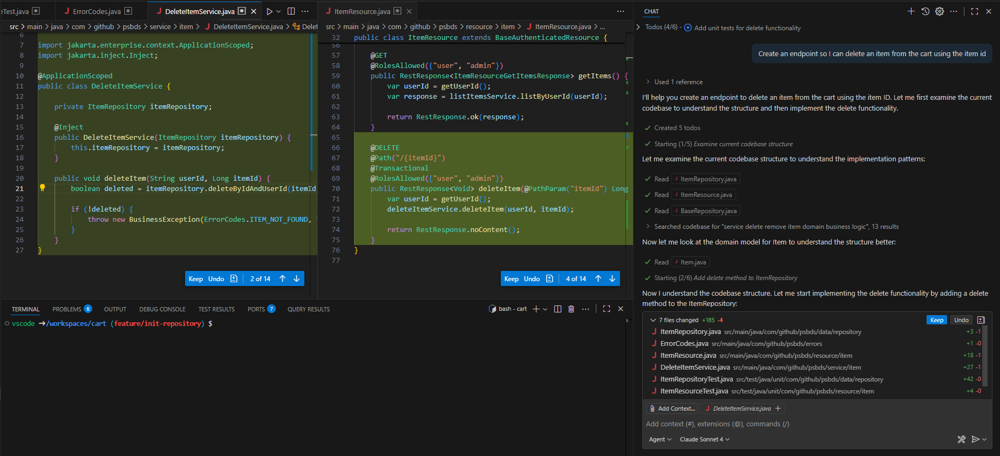 eTest.java
ErrorCodes.java
DeleteItemService.java
src > main > java > com > github > psbds > service > item > DeleteItemService.java > Delet
6
7 import jakarta.enterprise.context.ApplicationScoped;
8 import jakarta.inject.Inject;
9
10 @ApplicationScoped
11 public class DeleteItemService {
12
13 private ItemRepository itemRepository;
14
15 @Inject
16 public DeleteItemService(ItemRepository itemRepository) {
17 this.itemRepository = itemRepository;
18 }
19
20 public void deleteItem(String userId, Long itemId) {
21 boolean deleted = itemRepository.deleteByIdAndUserId(itemId,
22
23 if (!deleted) {
24 throw new BusinessException(ErrorCodes.ITEM_NOT_FOUND, "
25 }
26 }
27 }
Keep Undo 2 of 14
ItemResource.java
src > main > java > com > github > psbds > resource > item > ItemResource.java > ...
32 public class ItemResource extends BaseAuthenticatedResource {
56
57 @GET
58 @RolesAllowed({"user", "admin"})
59 public RestResponse<ItemResourceGetItemsResponse> getItems() {
60 var userId = getUserId();
61 var response = listItemsService.listByUserId(userId);
62
63 return RestResponse.ok(response);
64 }
65
66 @DELETE
67 @Path("/{itemId}")
68 @Transactional
69 @RolesAllowed({"user", "admin"})
70 public RestResponse<Void> deleteItem(@PathParam("itemId") Long
71 var userId = getUserId();
72 deleteItemService.deleteItem(userId, itemId);
73
74 return RestResponse.noContent();
75 }
76 }
77
Keep Undo 4 of 14
TERMINAL PROBLEMS 6 OUTPUT DEBUG CONSOLE TEST RESULTS PORTS 7 QUERY RESULTS
bash - cart
vscode ➜/workspaces/cart (feature/init-repository) $
CHAT
Todos (4/6) - Add unit tests for delete functionality
Create an endpoint so I can delete an item from the cart using the item id
Used 1 reference
I'll help you create an endpoint to delete an item from the cart using the item ID. Let me first examine the current
codebase to understand the structure and then implement the delete functionality.
Created 5 todos
Starting (1/5) Examine current codebase structure
Let me examine the current codebase structure to understand the implementation patterns:
Read ItemRepository.java
Read ItemResource.java
Read BaseRepository.java
Searched codebase for "service delete remove item domain business logic", 13 results
Now let me look at the domain model for Item to understand the structure better:
Read Item.java
Starting (2/6) Add delete method to ItemRepository
Now I understand the codebase structure. Let me start implementing the delete functionality by adding a delete
method to the ItemRepository:
7 files changed +185 -4 Keep Undo
ItemRepository.java src/main/java/com/github/psbds/data/repository +3 -1
ErrorCodes.java src/main/java/com/github/psbds/errors +1 -0
ItemResource.java src/main/java/com/github/psbds/resource/item +18 -1
DeleteItemService.java src/main/java/com/github/psbds/service/item +27 -1
ItemRepositoryTest.java src/test/java/unit/com/github/psbds/data/repository +42 -0
ItemResourceTest.java src/test/java/unit/com/github/psbds/resource/item +4 -0
Add Context... DeleteItemService.java
Add context (#), extensions (@), commands (/)
Agent Claude Sonnet 4